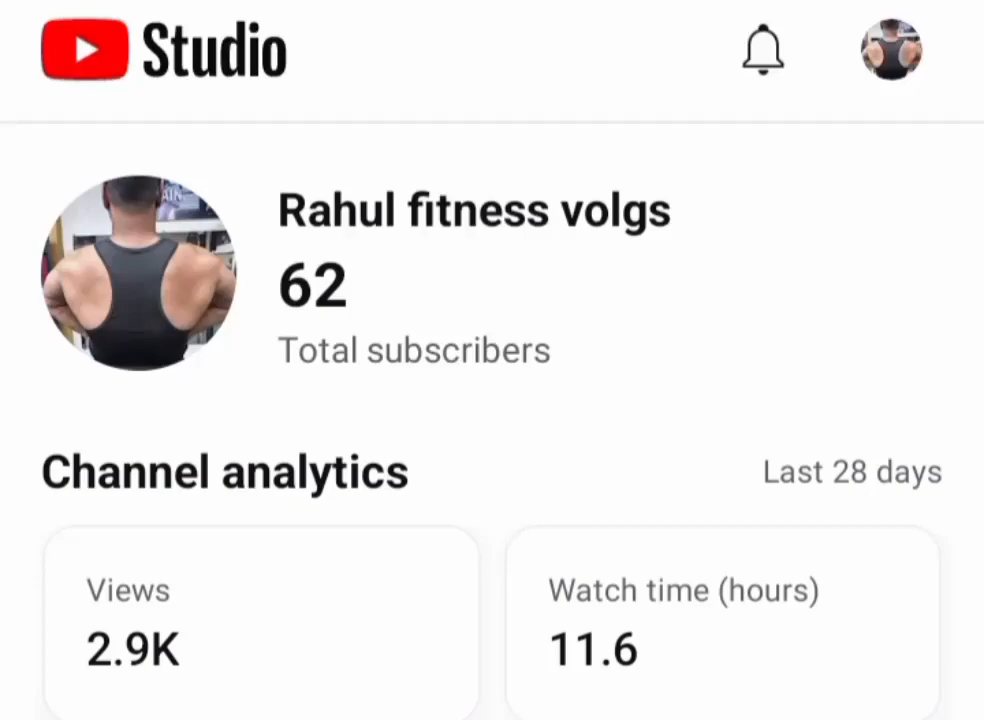 Studio
Rahul fitness volgs
62
Total subscribers
Channel analytics
Last 28 days
Views
Watch time (hours)
2.9K
11.6